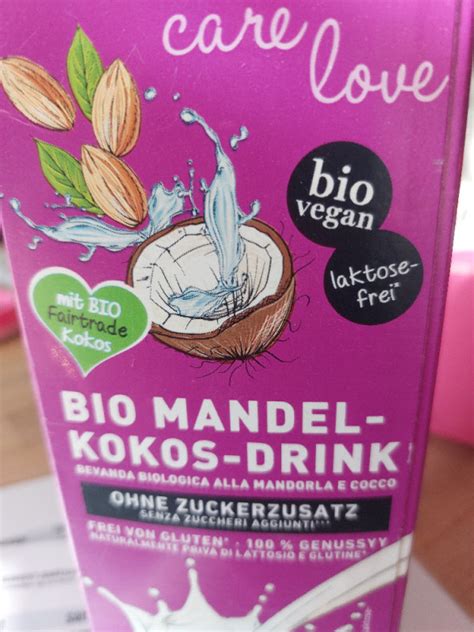 care
love
bio
vegan
laktose-
frei
mit BIO
Fairtrade
Kokos
BIO MANDEL-
KOKOS-DRINK
BEVANDA BIOLOGICA ALLA MANDORLA E COCCO
OHNE ZUCKERZUSATZ
SENZA ZUCCHERI AGGIUNTI***
FREI VON GLUTEN* · 100 % GENUSSYY
NATURALMENTE PRIVA DI LATTOSIO E GLUTINE*